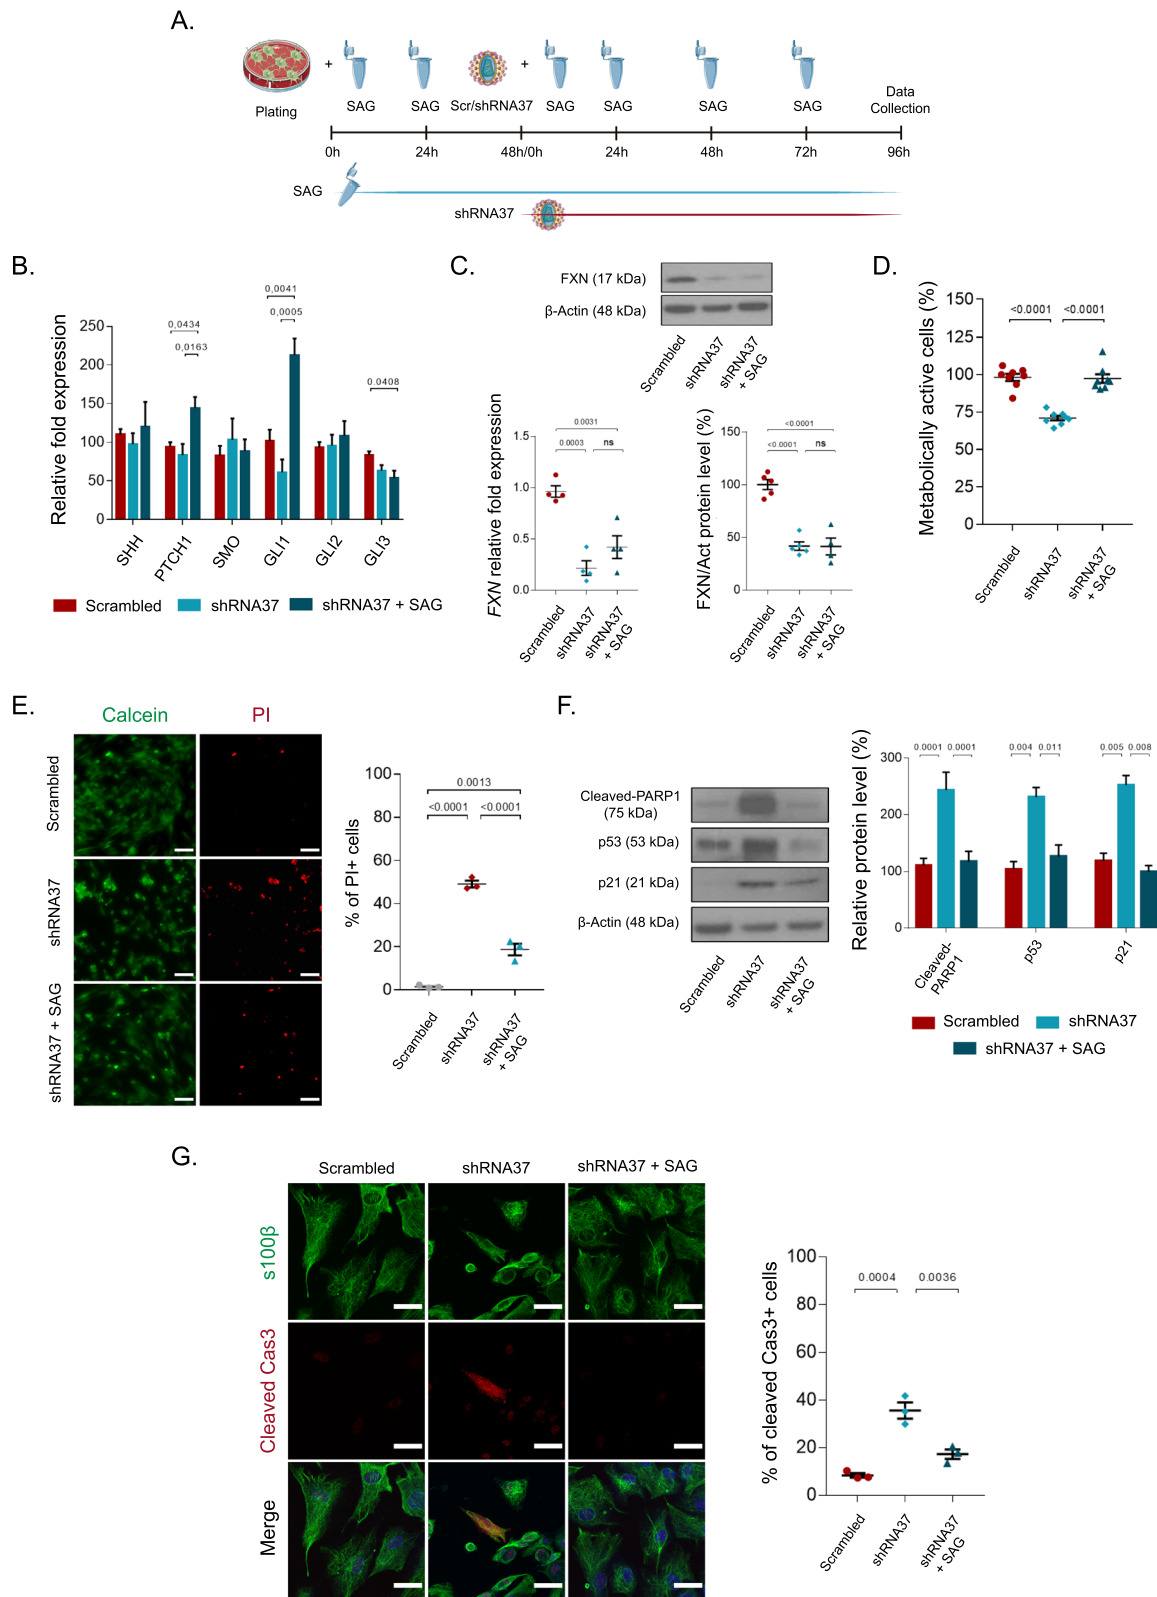 A.
+ +
Plating SAG SAG Scr/shRNA37 SAG SAG SAG SAG Data
Collection
0h 24h 48h/0h 24h 48h 72h 96h
SAG
shRNA37
B.
Relative fold expression
250
200
150
100
50
0
0,0434
0,0163
0,0041
0,0005
0.0408
SHH PTCH1 SMO GLI1 GLI2 GLI3
Scrambled shRNA37 shRNA37 + SAG
C.
FXN (17 kDa)
β-Actin (48 kDa)
Scrambled
shRNA37
shRNA37
+ SAG
FXN relative fold expression
1.5
1.0
0.5
0.0
0.0031
0.0003 ns
Scrambled
shRNA37
shRNA37
+ SAG
FXN/Act protein level (%)
150
100
50
0
<0.0001
<0.0001 ns
Scrambled
shRNA37
shRNA37
+ SAG
D.
Metabolically active cells (%)
150
125
100
75
50
25
0
<0.0001 <0.0001
Scrambled
shRNA37
shRNA37
+ SAG
E.
Calcein PI
Scrambled
shRNA37
shRNA37 + SAG
% of PI+ cells
100
80
60
40
20
0
0.0013
<0.0001 <0.0001
Scrambled
shRNA37
shRNA37
+ SAG
F.
Cleaved-PARP1
(75 kDa)
p53 (53 kDa)
p21 (21 kDa)
β-Actin (48 kDa)
Scrambled
shRNA37
shRNA37
+ SAG
Relative protein level (%)
300
200
100
0
0.0001 0.0001 0.004 0.011 0.005 0.008
Cleaved-
PARP1
p53
p21
Scrambled shRNA37
shRNA37 + SAG
G.
Scrambled shRNA37 shRNA37 + SAG
s100β
Cleaved Cas3
Merge
% of cleaved Cas3+ cells
100
80
60
40
20
0
0.0004 0.0036
Scrambled
shRNA37
shRNA37
+ SAG